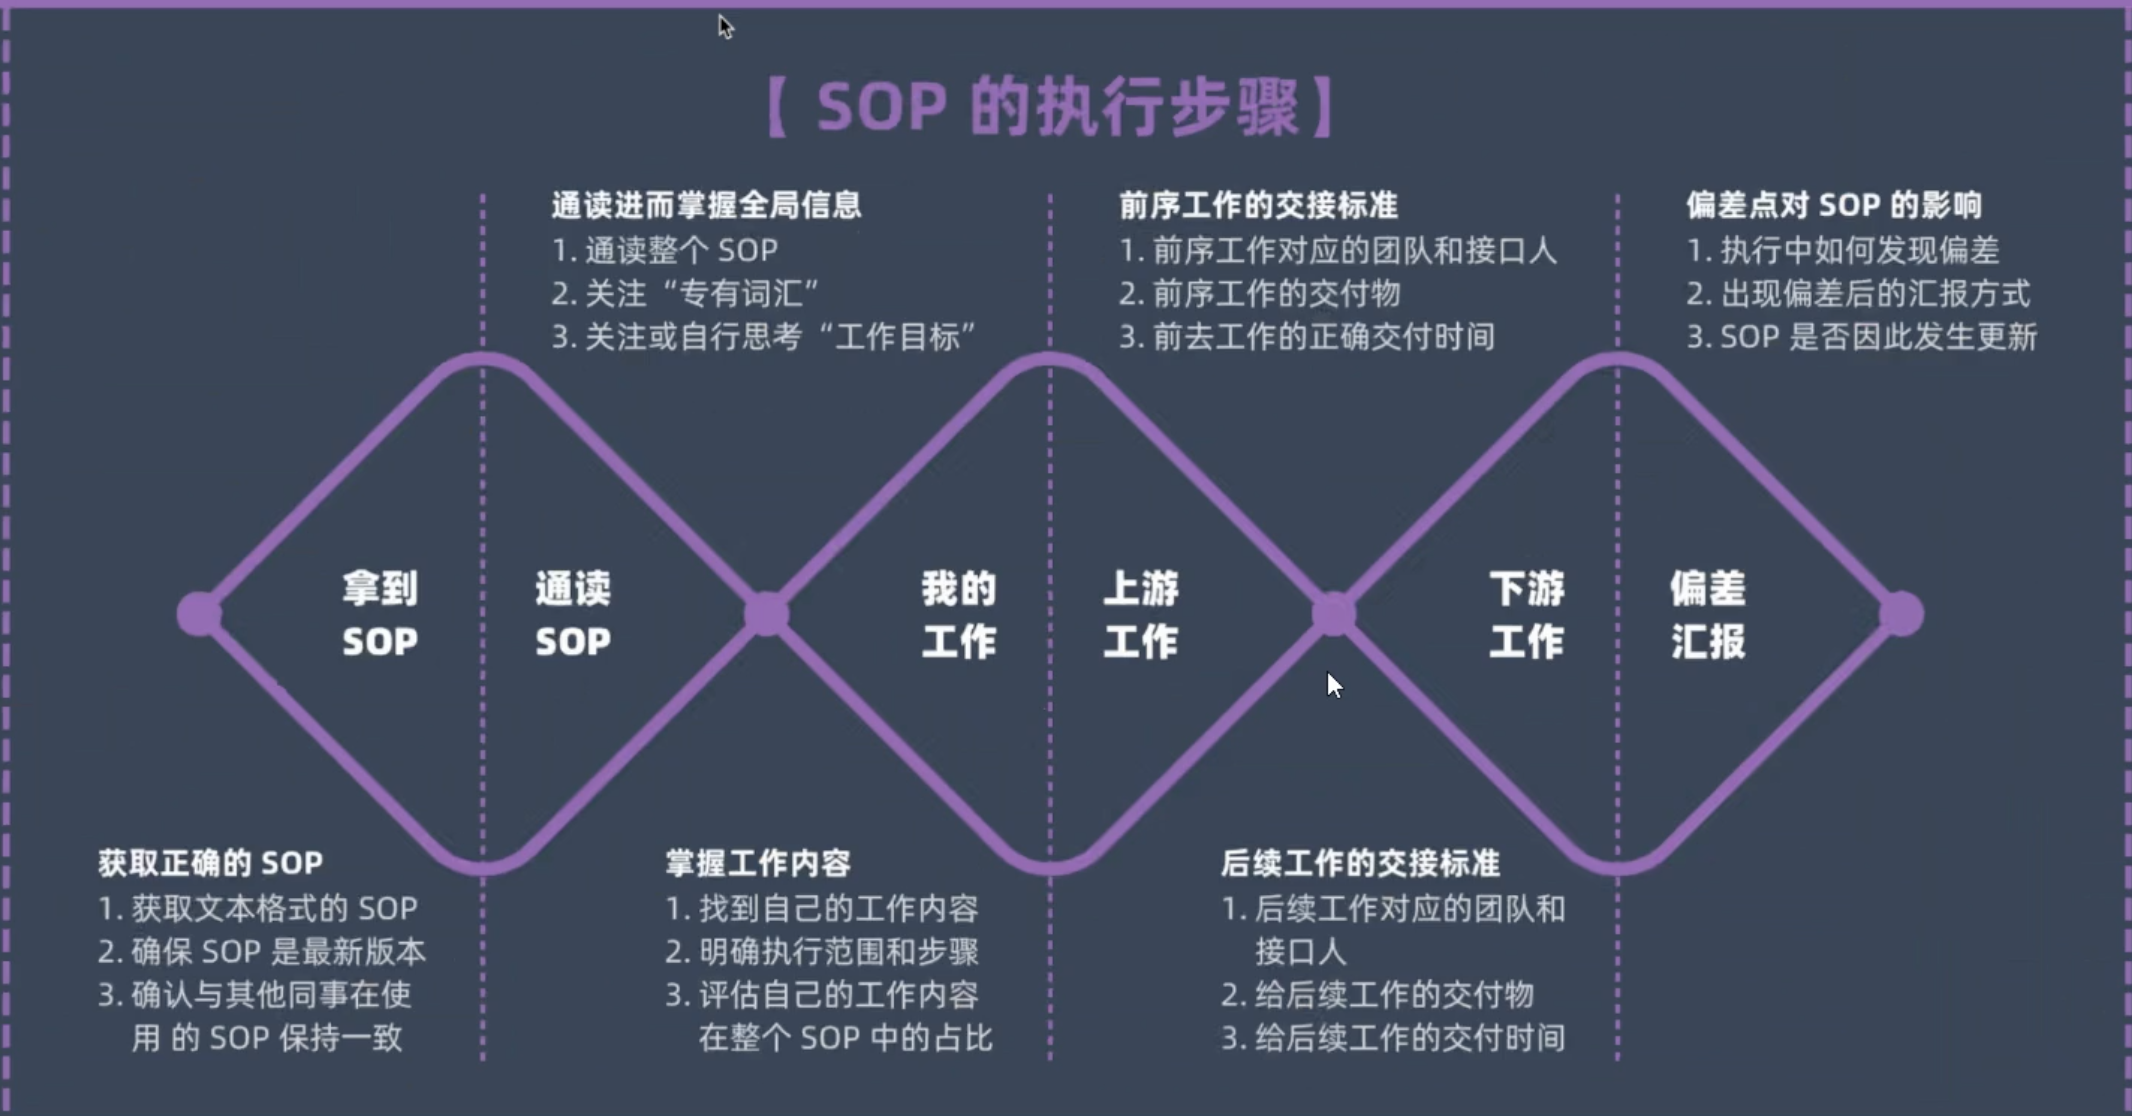 【 SOP 的执行步骤】
通读进而掌握全局信息
1. 通读整个 SOP
2. 关注“专有词汇”
3. 关注或自行思考“工作目标”
前序工作的交接标准
1. 前序工作对应的团队和接口人
2. 前序工作的交付物
3. 前去工作的正确交付时间
偏差点对 SOP 的影响
1. 执行中如何发现偏差
2. 出现偏差后的汇报方式
3. SOP 是否因此发生更新
拿到
SOP
通读
SOP
我的
工作
上游
工作
下游
工作
偏差
汇报
获取正确的 SOP
1. 获取文本格式的 SOP
2. 确保 SOP 是最新版本
3. 确认与其他同事在使
用 的 SOP 保持一致
掌握工作内容
1. 找到自己的工作内容
2. 明确执行范围和步骤
3. 评估自己的工作内容
在整个 SOP 中的占比
后续工作的交接标准
1. 后续工作对应的团队和
接口人
2. 给后续工作的交付物
3. 给后续工作的交付时间